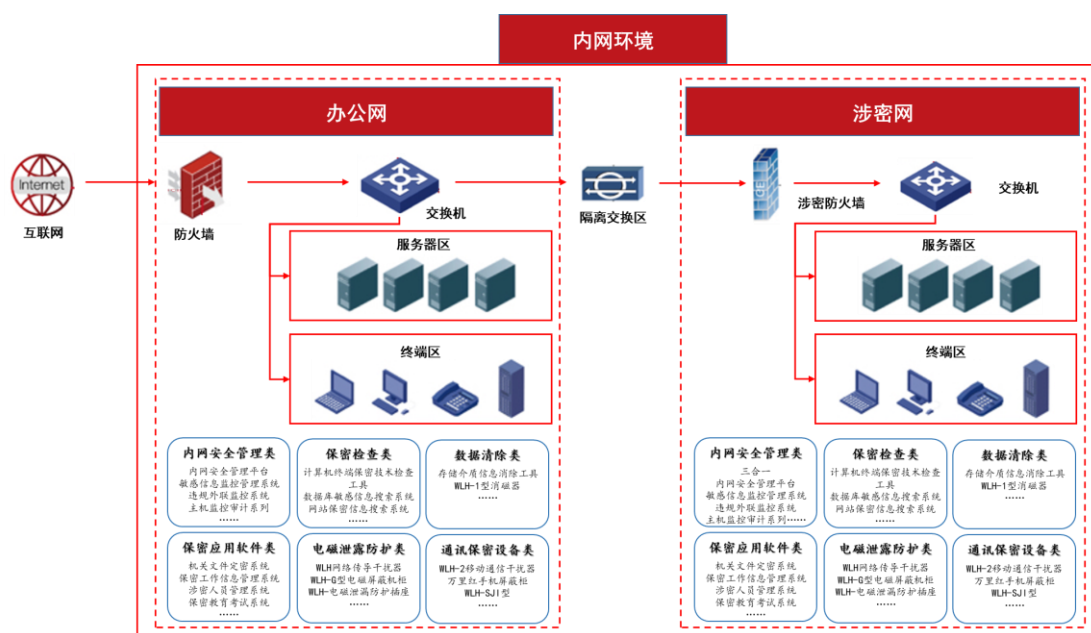 内网环境
办公网
涉密网
Internet
互联网
防火墙
交换机
隔离交换区
涉密防火墙
交换机
服务器区
终端区
服务器区
终端区
内网安全管理类
内网安全管理平台
敏感信息监控管理系统
违规外联监控系统
主机监控审计系列
……
保密检查类
计算机终端保密技术检查
工具
数据库敏感信息搜索系统
网站保密信息搜索系统
……
数据清除类
存储介质信息消除工具
WLH-1型消磁器
……
保密应用软件类
机关文件定密系统
保密工作信息管理系统
涉密人员管理系统
保密教育考试系统
……
电磁泄露防护类
WLH网络传导干扰器
WLH-G型电磁屏蔽机柜
WLH-电磁泄漏防护插座
……
通讯保密设备类
WLH-2移动通信干扰器
万里红手机屏蔽柜
WLH-SJI型
……
内网安全管理类
三合一
内网安全管理平台
敏感信息监控管理系统
违规外联监控系统
主机监控审计系列……
保密检查类
计算机终端保密技术检查
工具
数据库敏感信息搜索系统
网站保密信息搜索系统
……
数据清除类
存储介质信息消除工具
WLH-1型消磁器
……
保密应用软件类
机关文件定密系统
保密工作信息管理系统
涉密人员管理系统
保密教育考试系统
……
电磁泄露防护类
WLH网络传导干扰器
WLH-G型电磁屏蔽机柜
WLH-电磁泄漏防护插座
……
通讯保密设备类
WLH-2移动通信干扰器
万里红手机屏蔽柜
WLH-SJI型
……